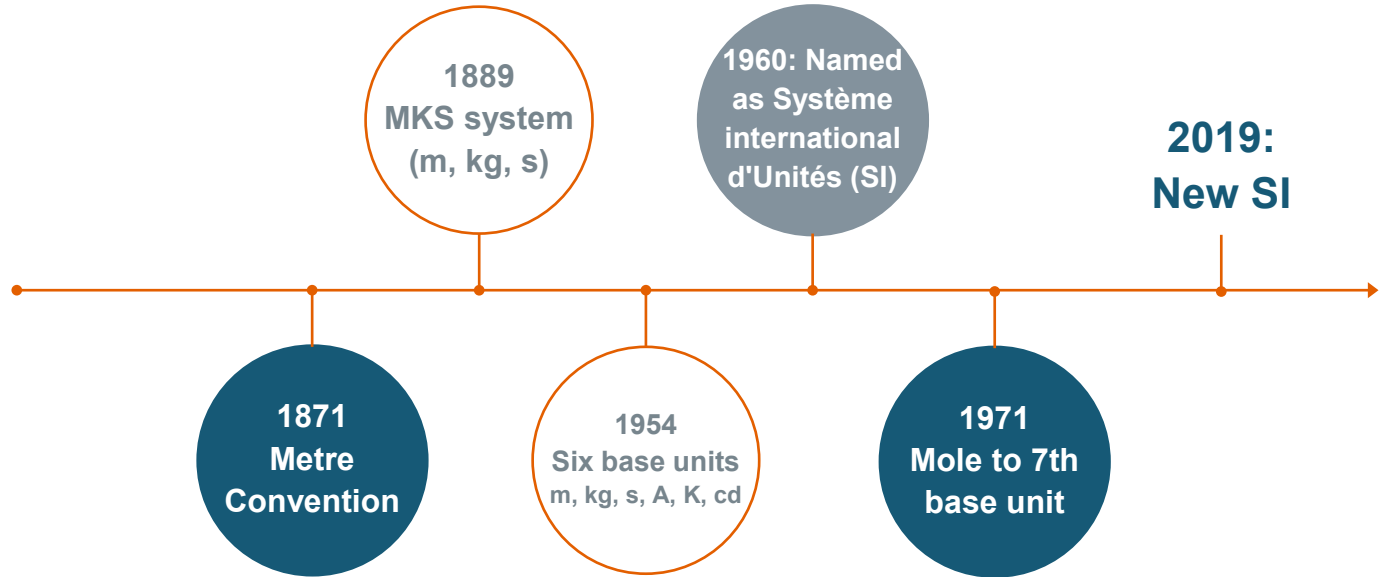 1889
MKS system
(m, kg, s)
1960: Named
as Système
international
d'Unités (SI)
2019:
New SI
1871
Metre
Convention
1954
Six base units
m, kg, s, A, K, cd
1971
Mole to 7th
base unit